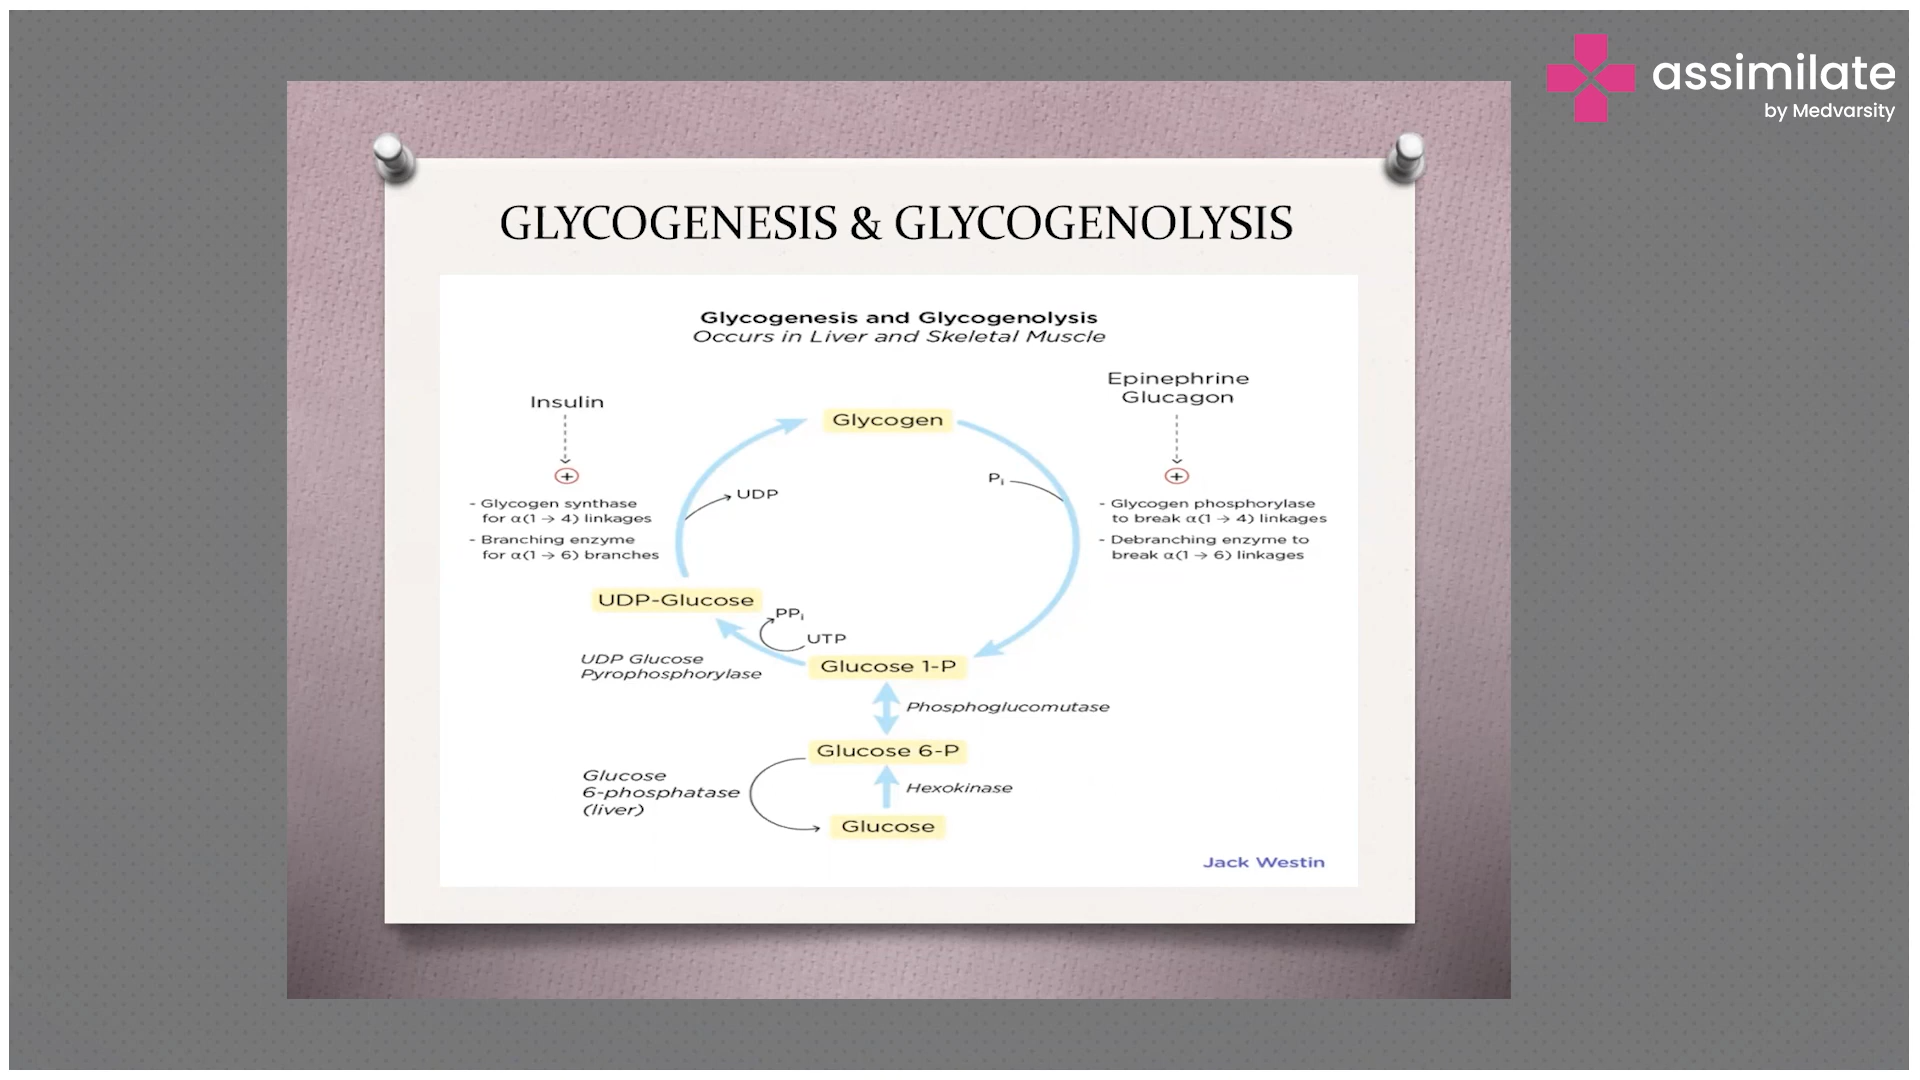 assimilate
by Medvarsity
GLYCOGENESIS & GLYCOGENOLYSIS
Glycogenesis and Glycogenolysis
Occurs in Liver and Skeletal Muscle
Insulin
+
- Glycogen synthase
for α(1 → 4) linkages
- Branching enzyme
for α(1 → 6) branches
Epinephrine
Glucagon
+
- Glycogen phosphorylase
to break α(1 → 4) linkages
- Debranching enzyme to
break α(1 → 6) linkages
Glycogen
UDP
Pi
UDP-Glucose
PPi
UTP
UDP Glucose
Pyrophosphorylase
Glucose 1-P
Phosphoglucomutase
Glucose 6-P
Glucose
6-phosphatase
(liver)
Hexokinase
Glucose
Jack Westin